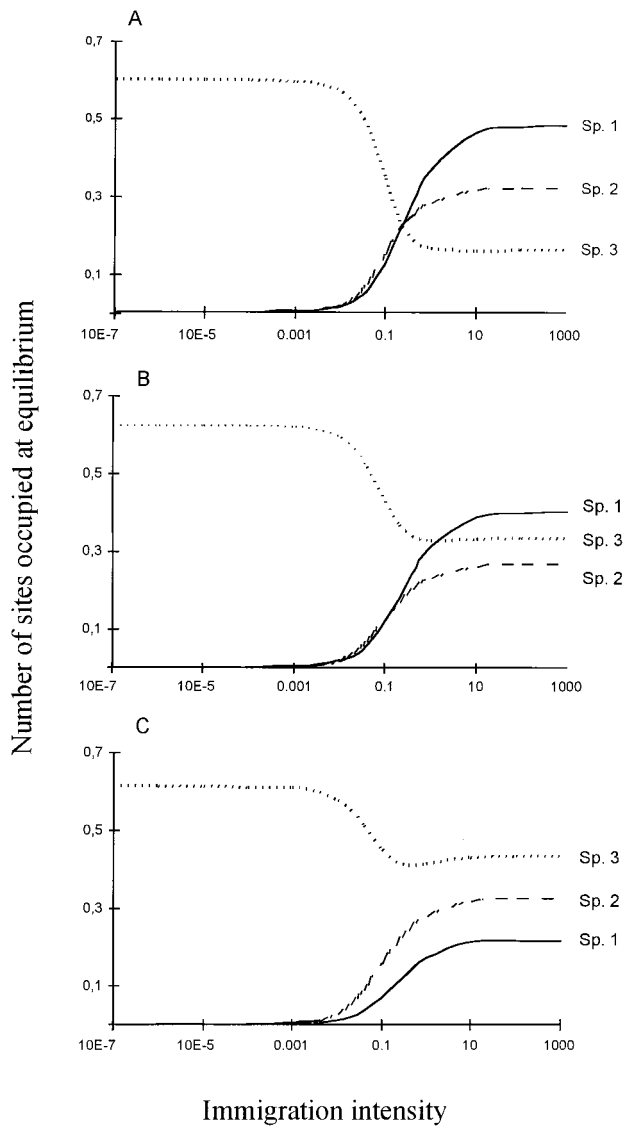 A
0,7
0,5
0,3
0,1
Sp. 1
Sp. 2
Sp. 3
10E-7 10E-5 0.001 0.1 10 1000
B
0,7
0,5
0,3
0,1
Sp. 1
Sp. 3
Sp. 2
10E-7 10E-5 0.001 0.1 10 1000
C
0,7
0,5
0,3
0,1
Sp. 3
Sp. 2
Sp. 1
10E-7 10E-5 0.001 0.1 10 1000
Number of sites occupied at equilibrium
Immigration intensity